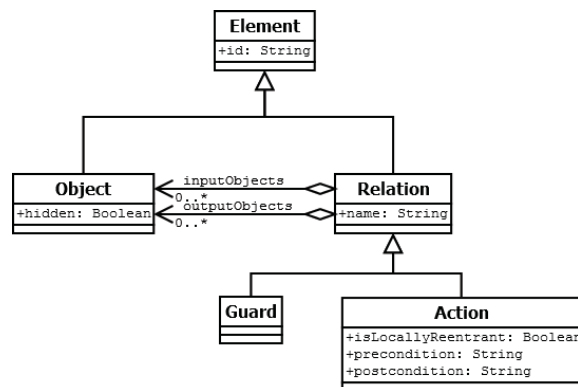 Element
+id: String
Object
+hidden: Boolean
inputObjects
0..*
outputObjects
0..*
Relation
+name: String
Guard
Action
+isLocallyReentrant: Boolean
+precondition: String
+postcondition: String